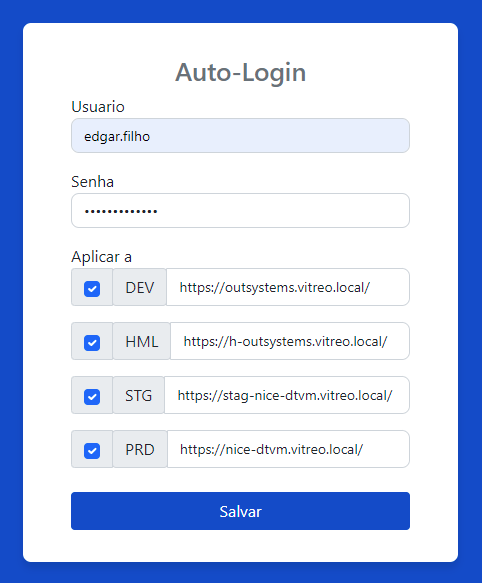 Auto-Login
Usuario
edgar.filho
Senha
•••••••••••••
Aplicar a
DEV https://outsystems.vitreo.local/
HML https://h-outsystems.vitreo.local/
STG https://stag-nice-dtvm.vitreo.local/
PRD https://nice-dtvm.vitreo.local/
Salvar